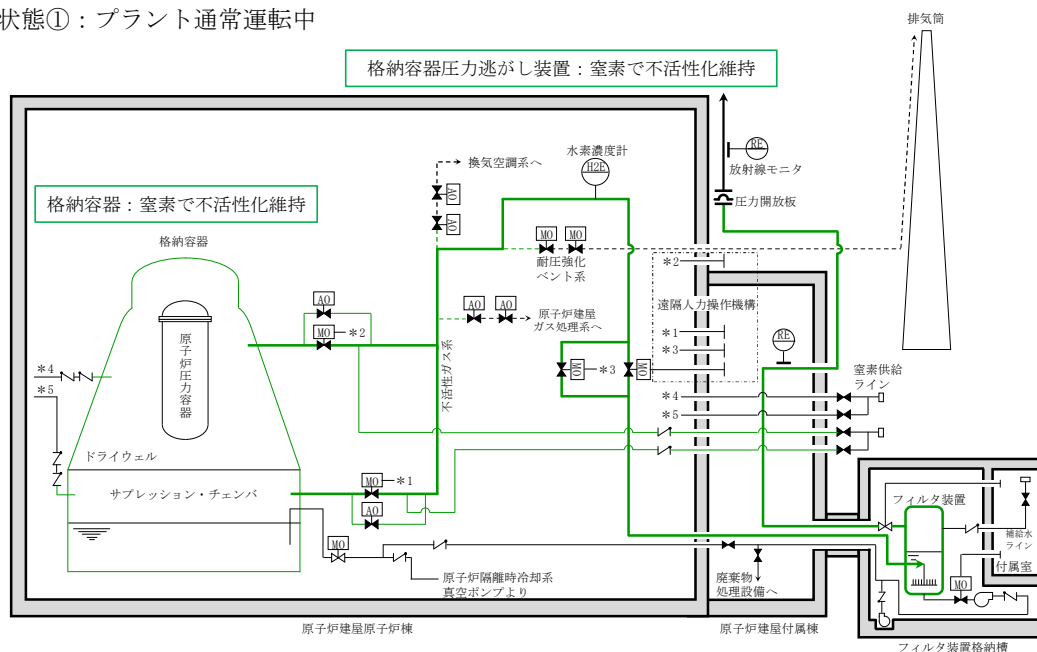 状態①：プラント通常運転中
排気筒
格納容器圧力逃がし装置：窒素で不活性化維持
水素濃度計
H2E
RE
放射線モニタ
換気空調系へ
AO
AO
圧力開放板
格納容器：窒素で不活性化維持
格納容器
MO
MO
耐圧強化
ベント系
＊2
遠隔人力操作機構
AO
AO
AO
原子炉建屋
ガス処理系へ
MO
＊2
＊1
RE
原子炉圧力容器
不活性ガス系
＊3
MO
＊3
MO
窒素供給
ライン
＊4
＊5
＊4
＊5
ドライウェル
サプレッション・チェンバ
MO
＊1
AO
フィルタ装置
MO
補給水
ライン
付属室
原子炉隔離時冷却系
真空ポンプより
廃棄物
処理設備へ
MO
原子炉建屋原子炉棟
原子炉建屋付属棟
フィルタ装置格納槽